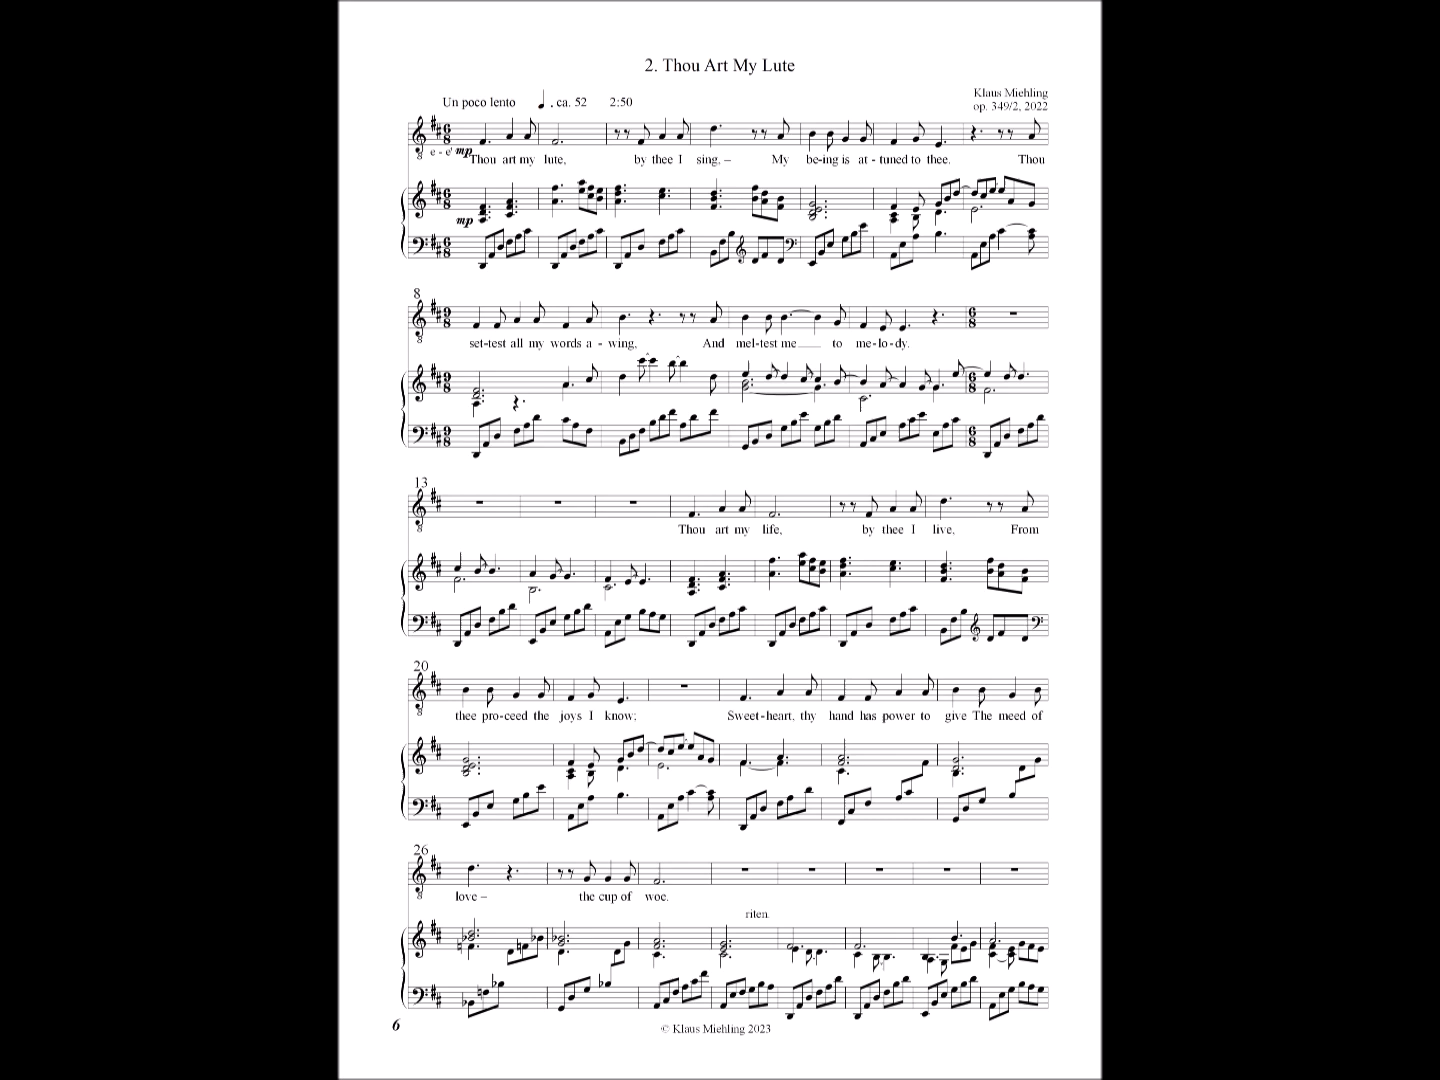 2. Thou Art My Lute
Klaus Miehling
Un poco lento ♩. ca. 52 2:50
op. 349/2, 2022
e - e' mp
Thou art my lute, by thee I sing, – My be-ing is at - tuned to thee. Thou
mp
8
set-test all my words a - wing, And mel-test me to me-lo-dy.
13
Thou art my life, by thee I live, From
20
thee pro-ceed the joys I know; Sweet-heart, thy hand has power to give The meed of
26
love – the cup of woe.
riten.
6
© Klaus Miehling 2023